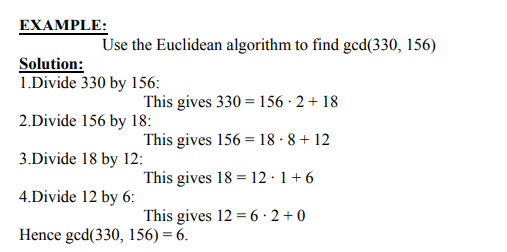 EXAMPLE:
Use the Euclidean algorithm to find gcd(330, 156)
Solution:
1.Divide 330 by 156:
This gives 330 = 156 · 2 + 18
2.Divide 156 by 18:
This gives 156 = 18 · 8 + 12
3.Divide 18 by 12:
This gives 18 = 12 · 1 + 6
4.Divide 12 by 6:
This gives 12 = 6 · 2 + 0
Hence gcd(330, 156) = 6.